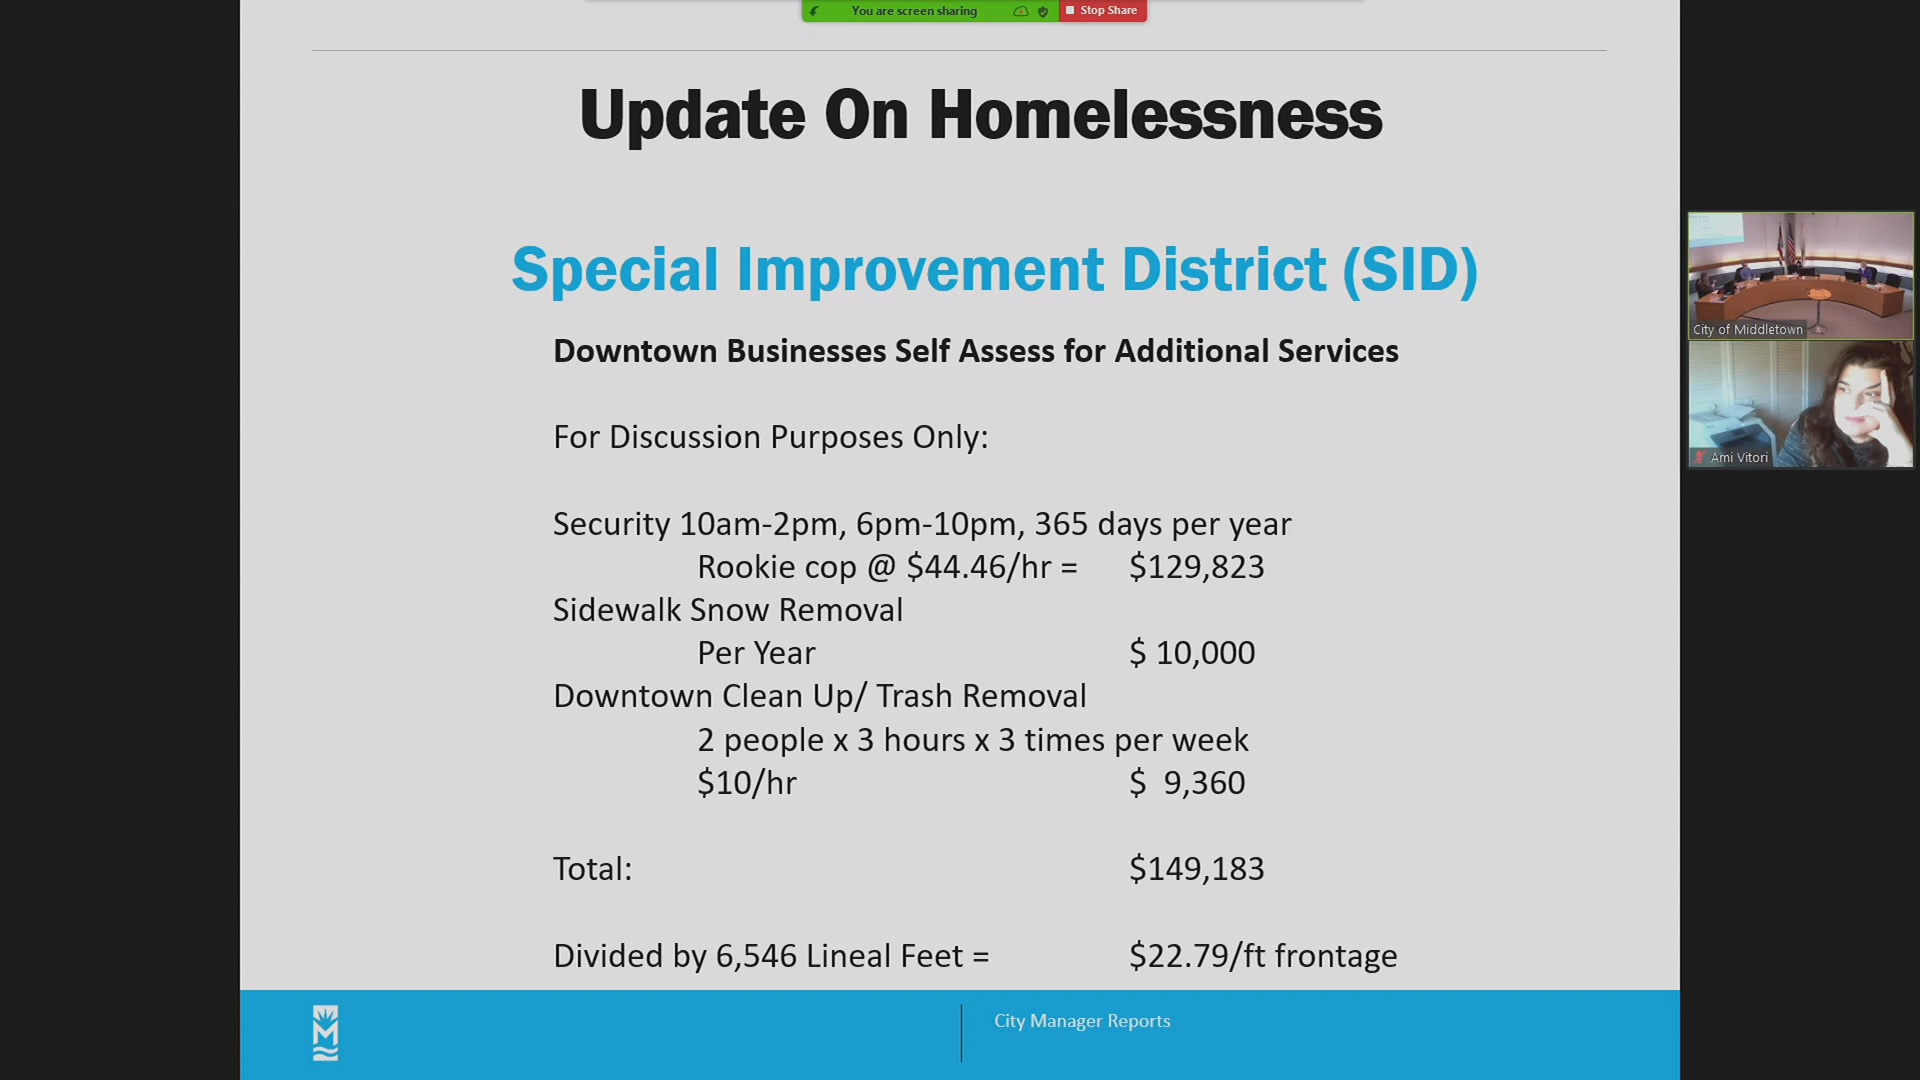 You are screen sharing
Stop Share
Update On Homelessness
Special Improvement District (SID)
Downtown Businesses Self Assess for Additional Services
For Discussion Purposes Only:
Security 10am-2pm, 6pm-10pm, 365 days per year
Rookie cop @ $44.46/hr = $129,823
Sidewalk Snow Removal
Per Year $ 10,000
Downtown Clean Up/ Trash Removal
2 people x 3 hours x 3 times per week
$10/hr $ 9,360
Total: $149,183
Divided by 6,546 Lineal Feet = $22.79/ft frontage
M
City Manager Reports
City of Middletown
Ami Vitori